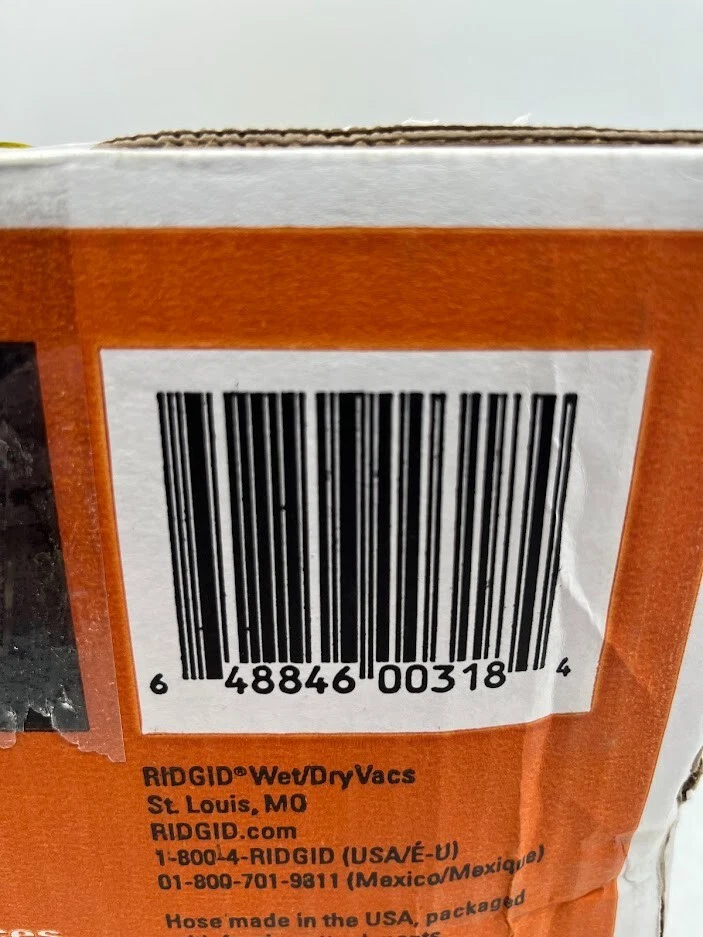 6 48846 00318 4
RIDGID® Wet/Dry Vacs
St. Louis, MO
RIDGID.com
1-800-4-RIDGID (USA/É-U)
01-800-701-9311 (Mexico/Mexique)
Hose made in the USA, packaged